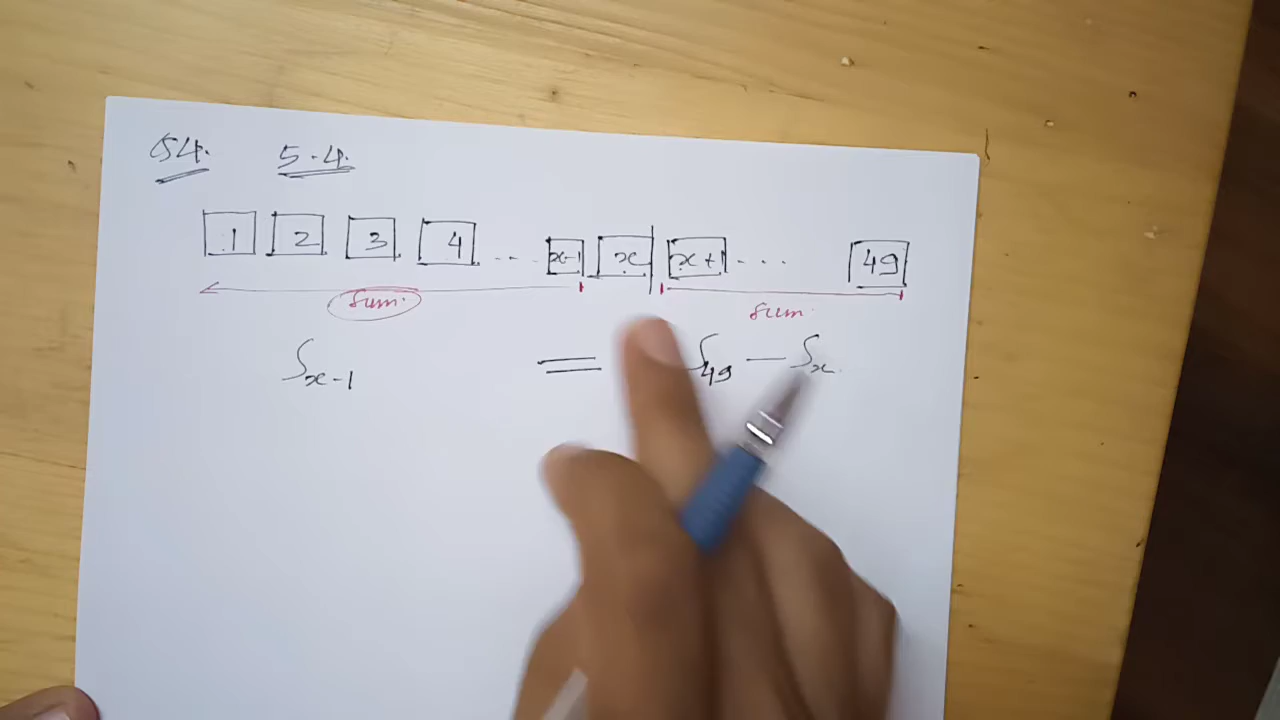 Q4. 5.4.
1 2 3 4 ... x-1 x x+1 ... 49
Sum. Sum.
Sx-1 = S49 — Sx.